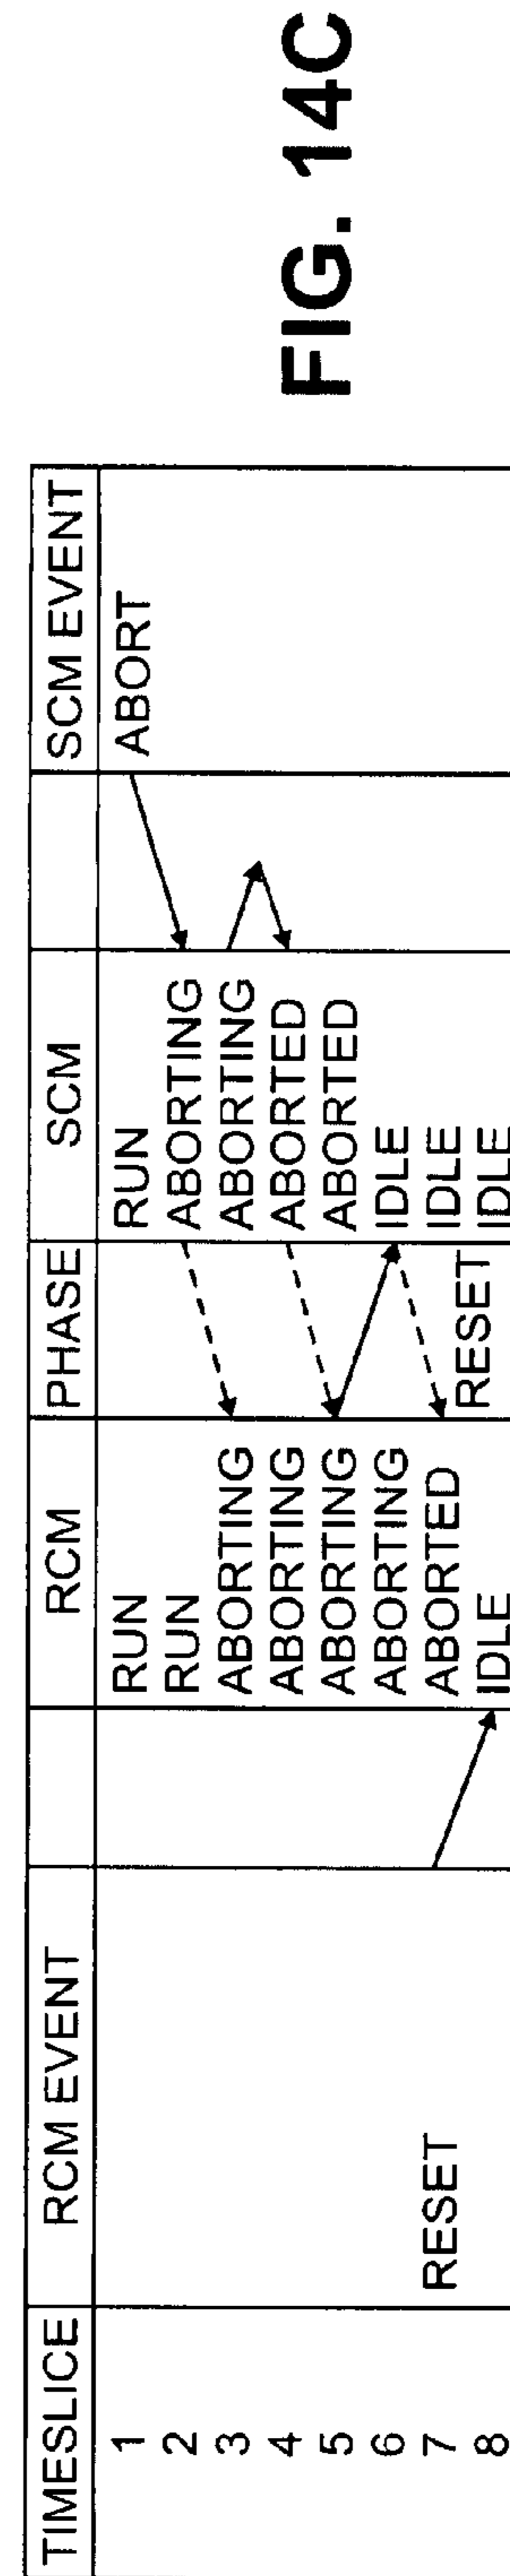 TIMESLICE RCM EVENT RCM PHASE SCM SCM EVENT
1 RUN RUN ABORT
2 RUN ABORTING
3 ABORTING ABORTING
4 ABORTING ABORTED
5 ABORTING ABORTED
6 ABORTING IDLE
7 RESET ABORTED IDLE
RESET
8 IDLE IDLE
FIG. 14C